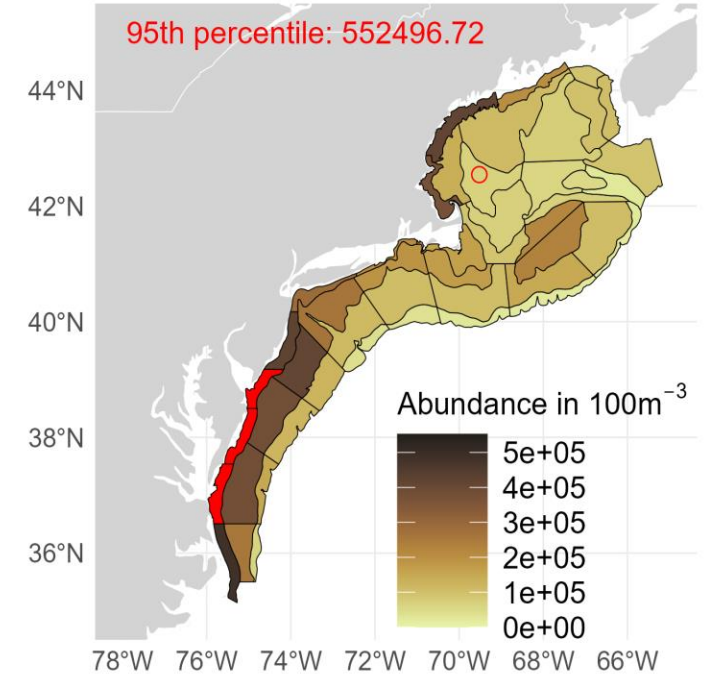 95th percentile: 552496.72
44°N
42°N
40°N
38°N
36°N
Abundance in 100m⁻³
5e+05
4e+05
3e+05
2e+05
1e+05
0e+00
78°W 76°W 74°W 72°W 70°W 68°W 66°W